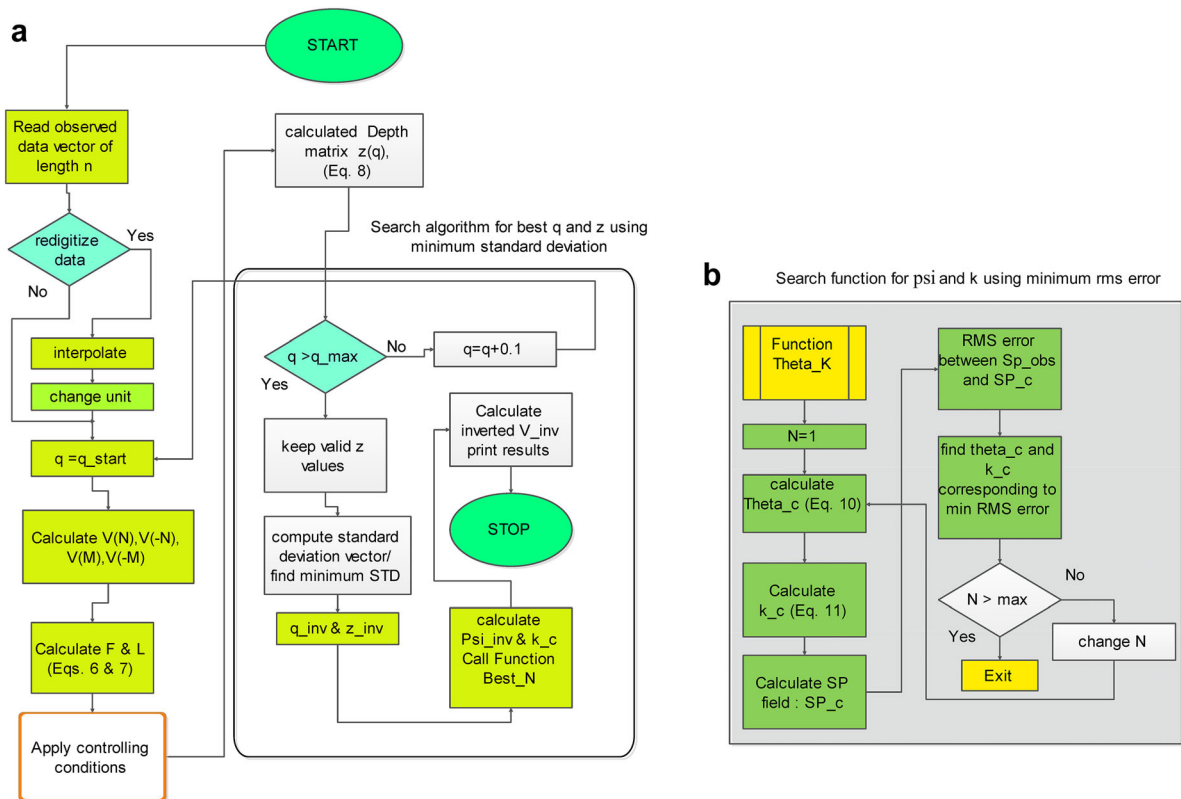 a
START
Read observed
data vector of
length n
redigitize
data
Yes
No
interpolate
change unit
q =q_start
Calculate V(N),V(-N),
V(M),V(-M)
Calculate F & L
(Eqs. 6 & 7)
Apply controlling
conditions
calculated Depth
matrix z(q),
(Eq. 8)
Search algorithm for best q and z using
minimum standard deviation
q >q_max
No
Yes
q=q+0.1
keep valid z
values
compute standard
deviation vector/
find minimum STD
q_inv & z_inv
Calculate
inverted V_inv
print results
STOP
calculate
Psi_inv & k_c
Call Function
Best_N
b
Search function for psi and k using minimum rms error
Function
Theta_K
N=1
calculate
Theta_c (Eq. 10)
Calculate
k_c (Eq. 11)
Calculate SP
field : SP_c
RMS error
between Sp_obs
and SP_c
find theta_c and
k_c
corresponding to
min RMS error
N > max
No
Yes
change N
Exit